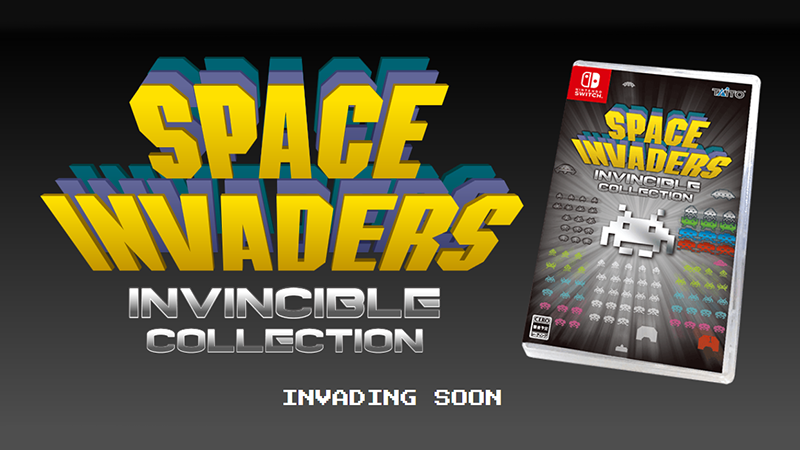 SPACE
INVADERS
INVINCIBLE
COLLECTION
INVADING SOON
NINTENDO
SWITCH
TAITO
SPACE
INVADERS
INVINCIBLE
COLLECTION
CERO